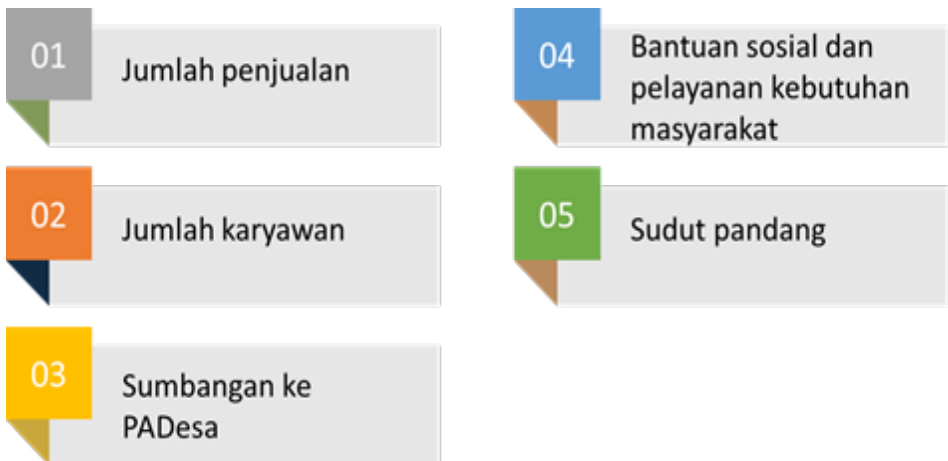 01
Jumlah penjualan
02
Jumlah karyawan
03
Sumbangan ke
PADesa
04
Bantuan sosial dan
pelayanan kebutuhan
masyarakat
05
Sudut pandang